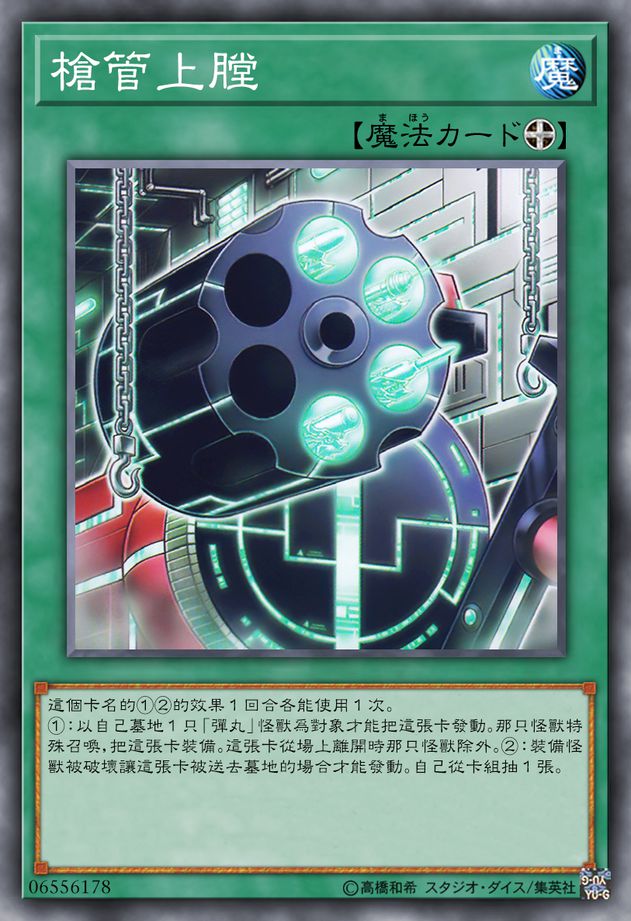 槍管上膛
魔
【魔法カード】
まほう
這個卡名的①②的效果1回合各能使用1次。
①:以自己墓地1只「彈丸」怪獸爲對象才能把這張卡發動。那只怪獸特
殊召喚,把這張卡裝備。這張卡從場上離開時那只怪獸除外。②:裝備怪
獸被破壞讓這張卡被送去墓地的場合才能發動。自己從卡組抽1張。
06556178
©高橋和希 スタジオ・ダイス/集英社